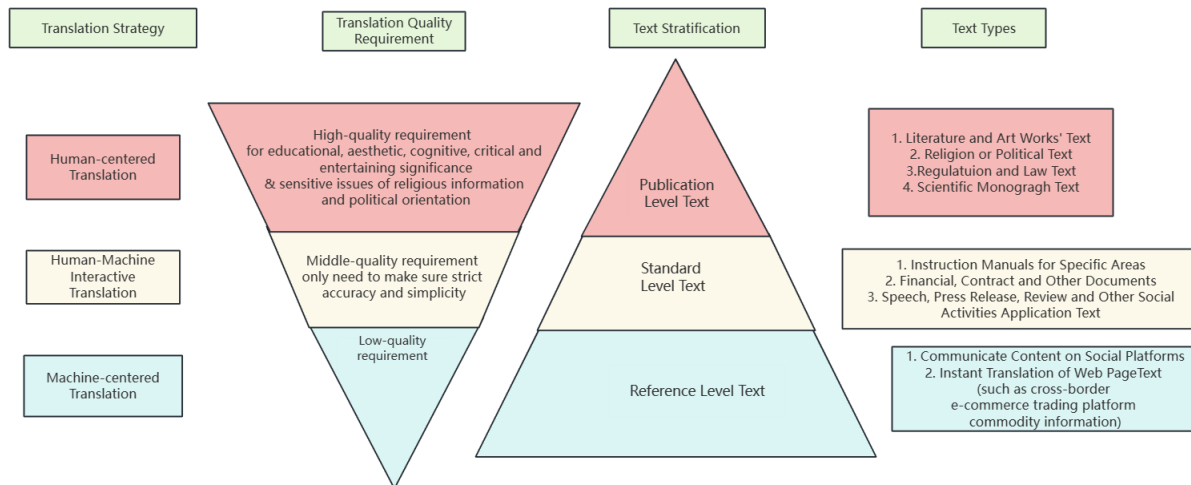 Translation Strategy
Translation Quality
Requirement
Text Stratification
Text Types
Human-centered
Translation
High-quality requirement
for educational, aesthetic, cognitive, critical and
entertaining significance
& sensitive issues of religious information
and political orientation
Publication
Level Text
1. Literature and Art Works' Text
2. Religion or Political Text
3.Regulatuion and Law Text
4. Scientific Monogragh Text
Human-Machine
Interactive
Translation
Middle-quality requirement
only need to make sure strict
accuracy and simplicity
Standard
Level Text
1. Instruction Manuals for Specific Areas
2. Financial, Contract and Other Documents
3. Speech, Press Release, Review and Other Social
Activities Application Text
Machine-centered
Translation
Low-quality
requirement
Reference Level Text
1. Communicate Content on Social Platforms
2. Instant Translation of Web PageText
(such as cross-border
e-commerce trading platform
commodity information)